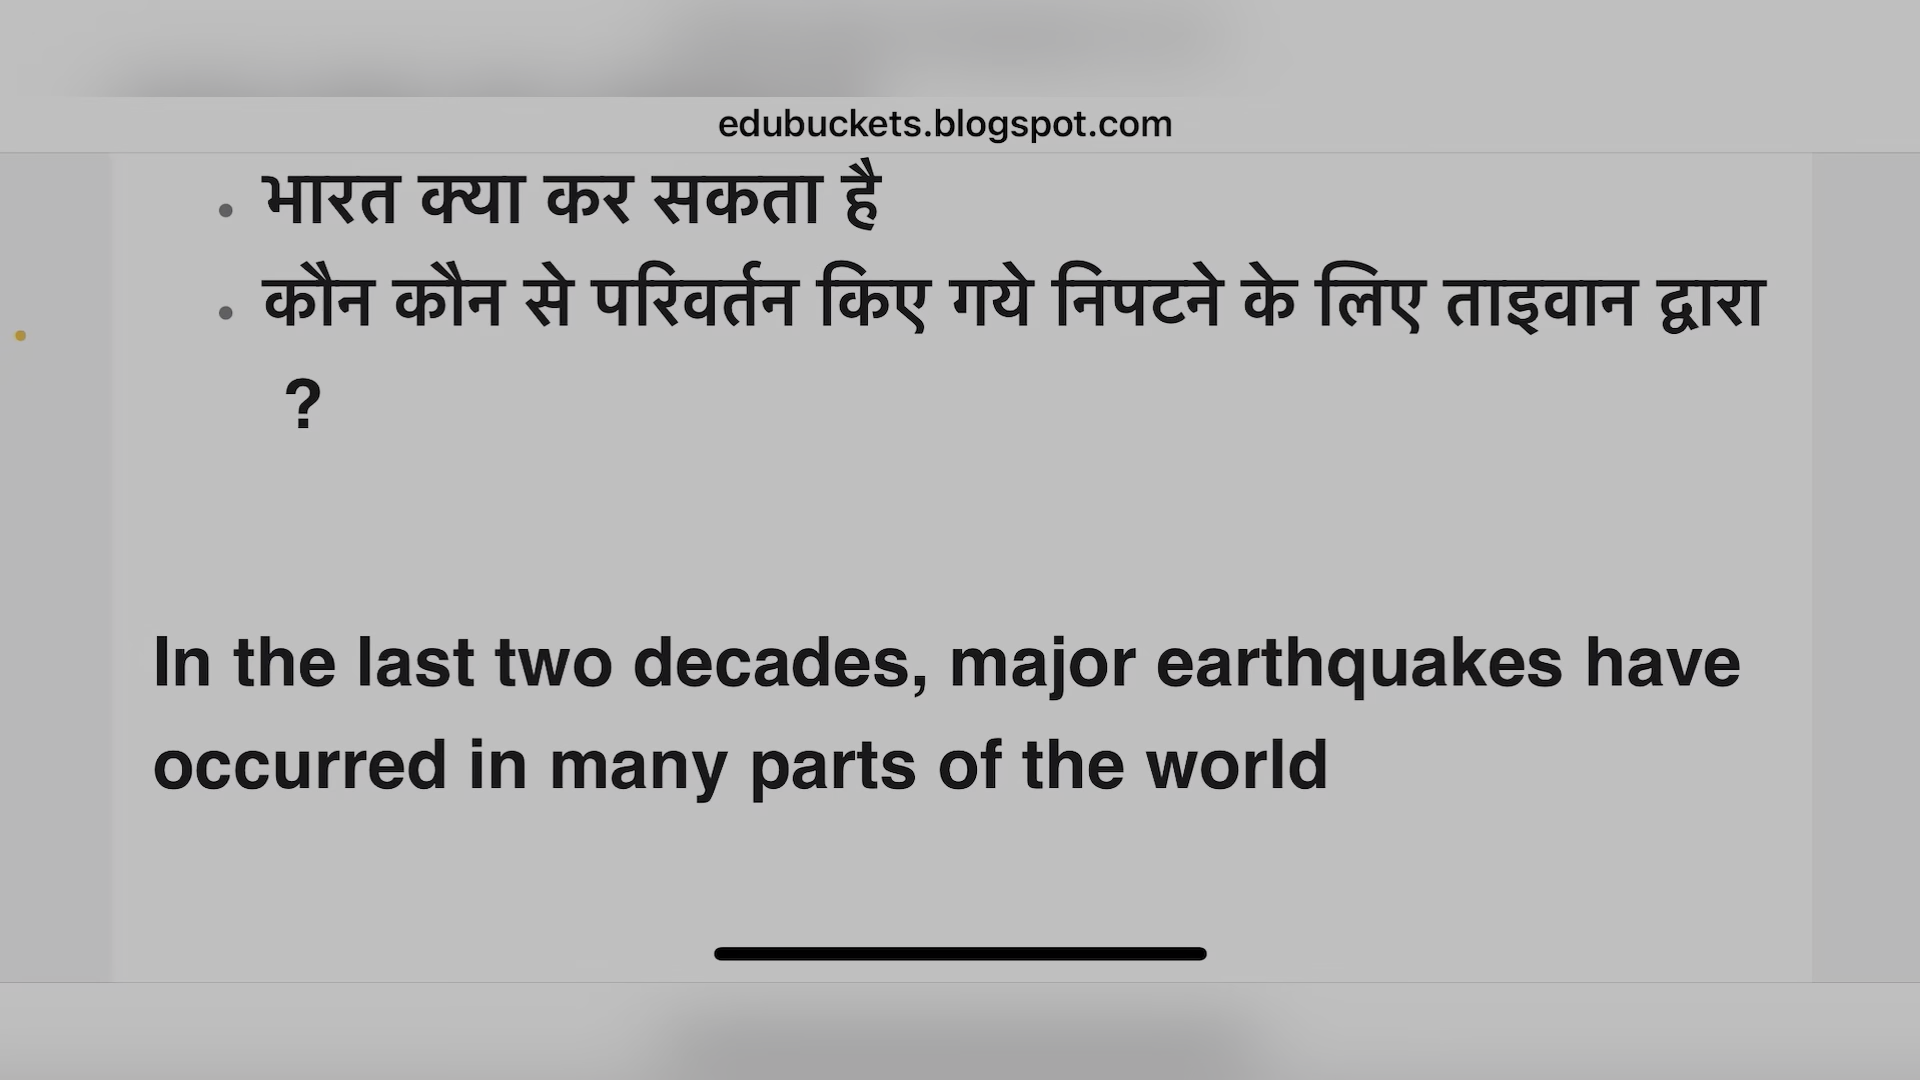 edubuckets.blogspot.com
• भारत क्या कर सकता है
• कौन कौन से परिवर्तन किए गये निपटने के लिए ताइवान द्वारा
?
In the last two decades, major earthquakes have
occurred in many parts of the world